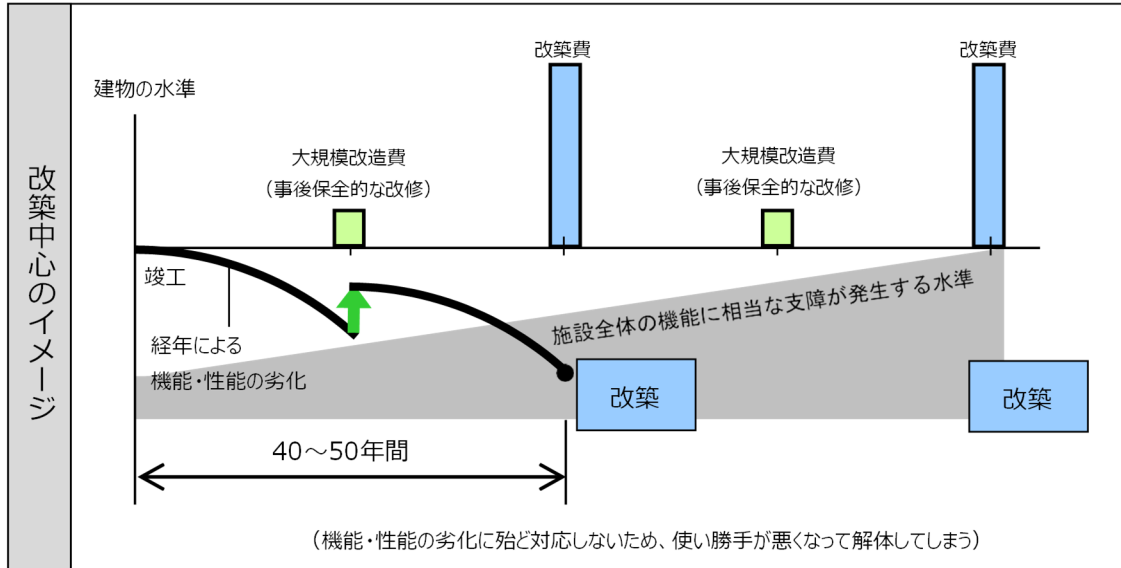 改築中心のイメージ
改築費
改築費
建物の水準
大規模改造費
（事後保全的な改修）
大規模改造費
（事後保全的な改修）
竣工
施設全体の機能に相当な支障が発生する水準
経年による
機能・性能の劣化
改築
改築
40～50年間
（機能・性能の劣化に殆ど対応しないため、使い勝手が悪くなって解体してしまう）